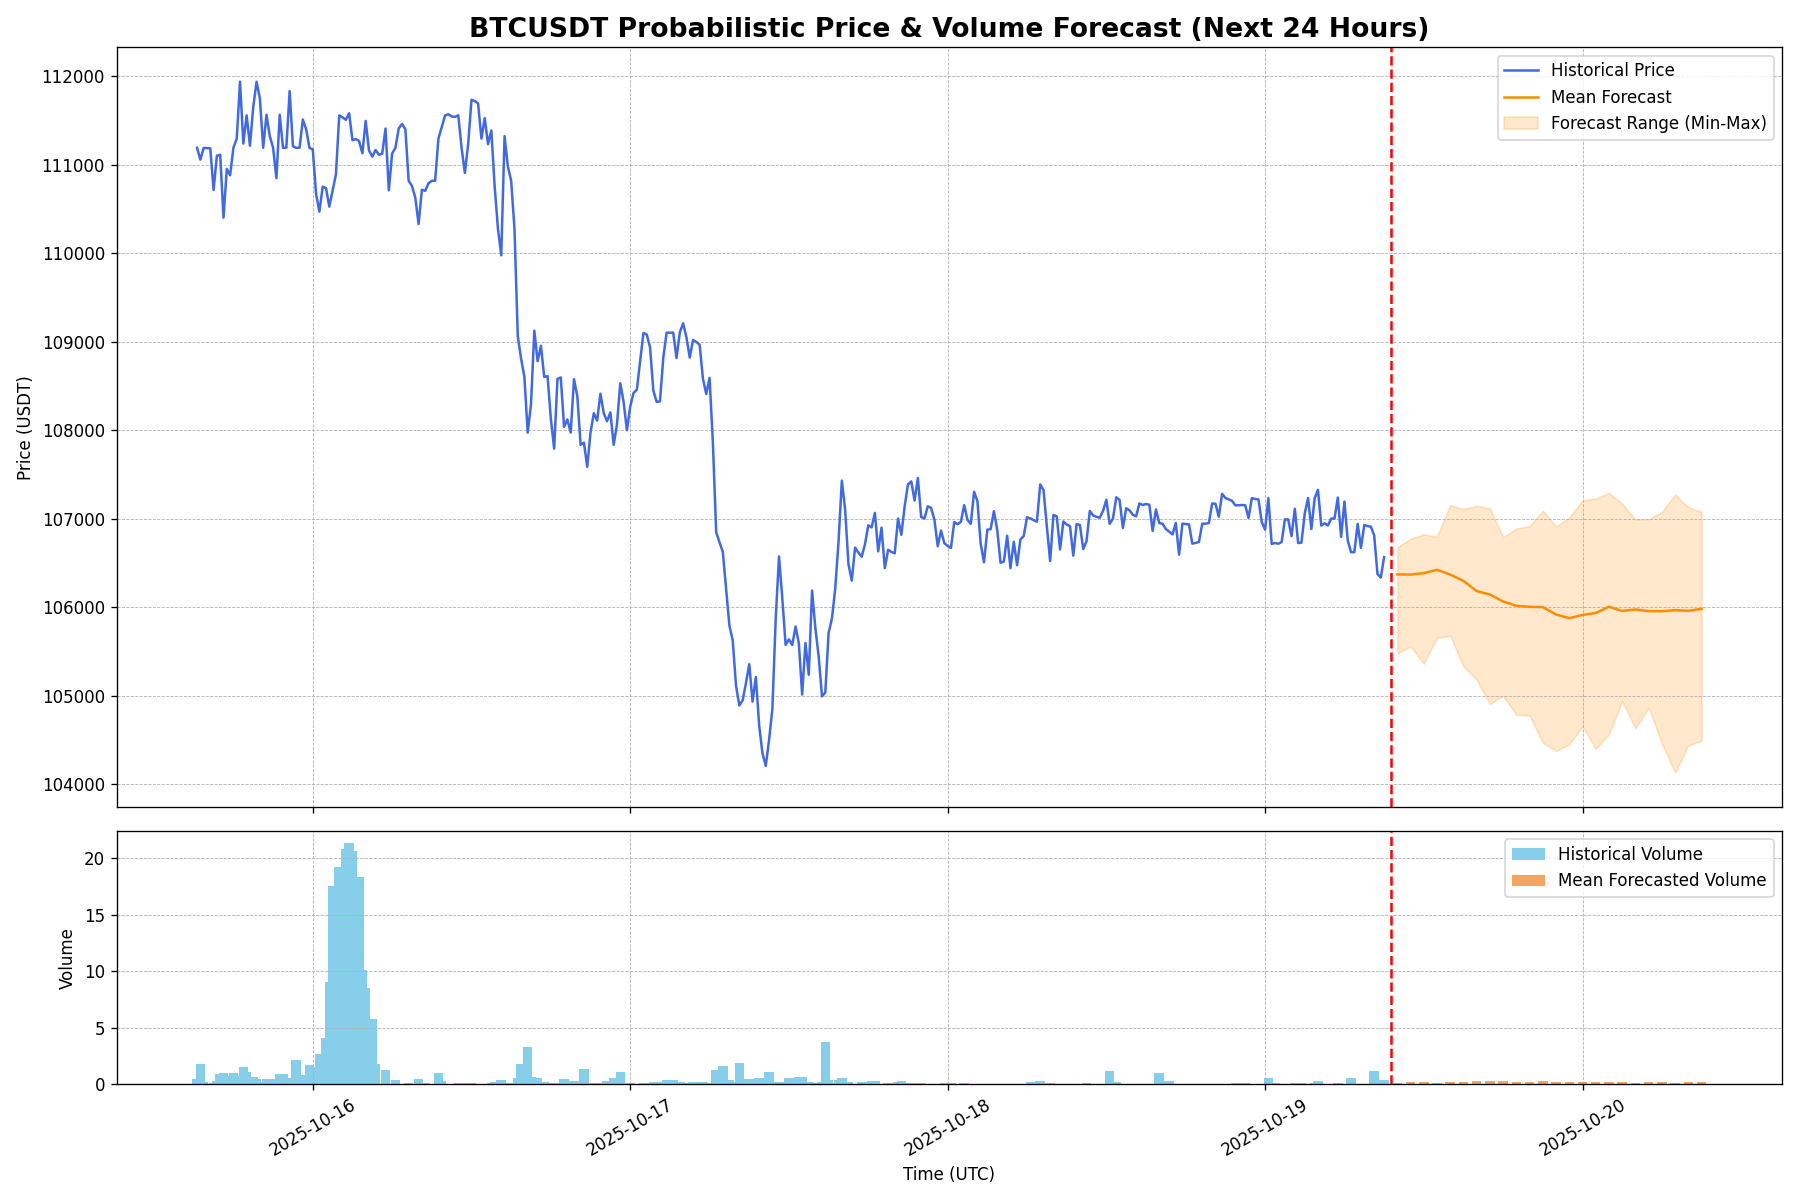 BTCUSDT Probabilistic Price & Volume Forecast (Next 24 Hours)
Historical Price
Mean Forecast
Forecast Range (Min-Max)
Price (USDT)
112000
111000
110000
109000
108000
107000
106000
105000
104000
Historical Volume
Mean Forecasted Volume
Volume
20
15
10
5
0
2025-10-16
2025-10-17
2025-10-18
2025-10-19
2025-10-20
Time (UTC)